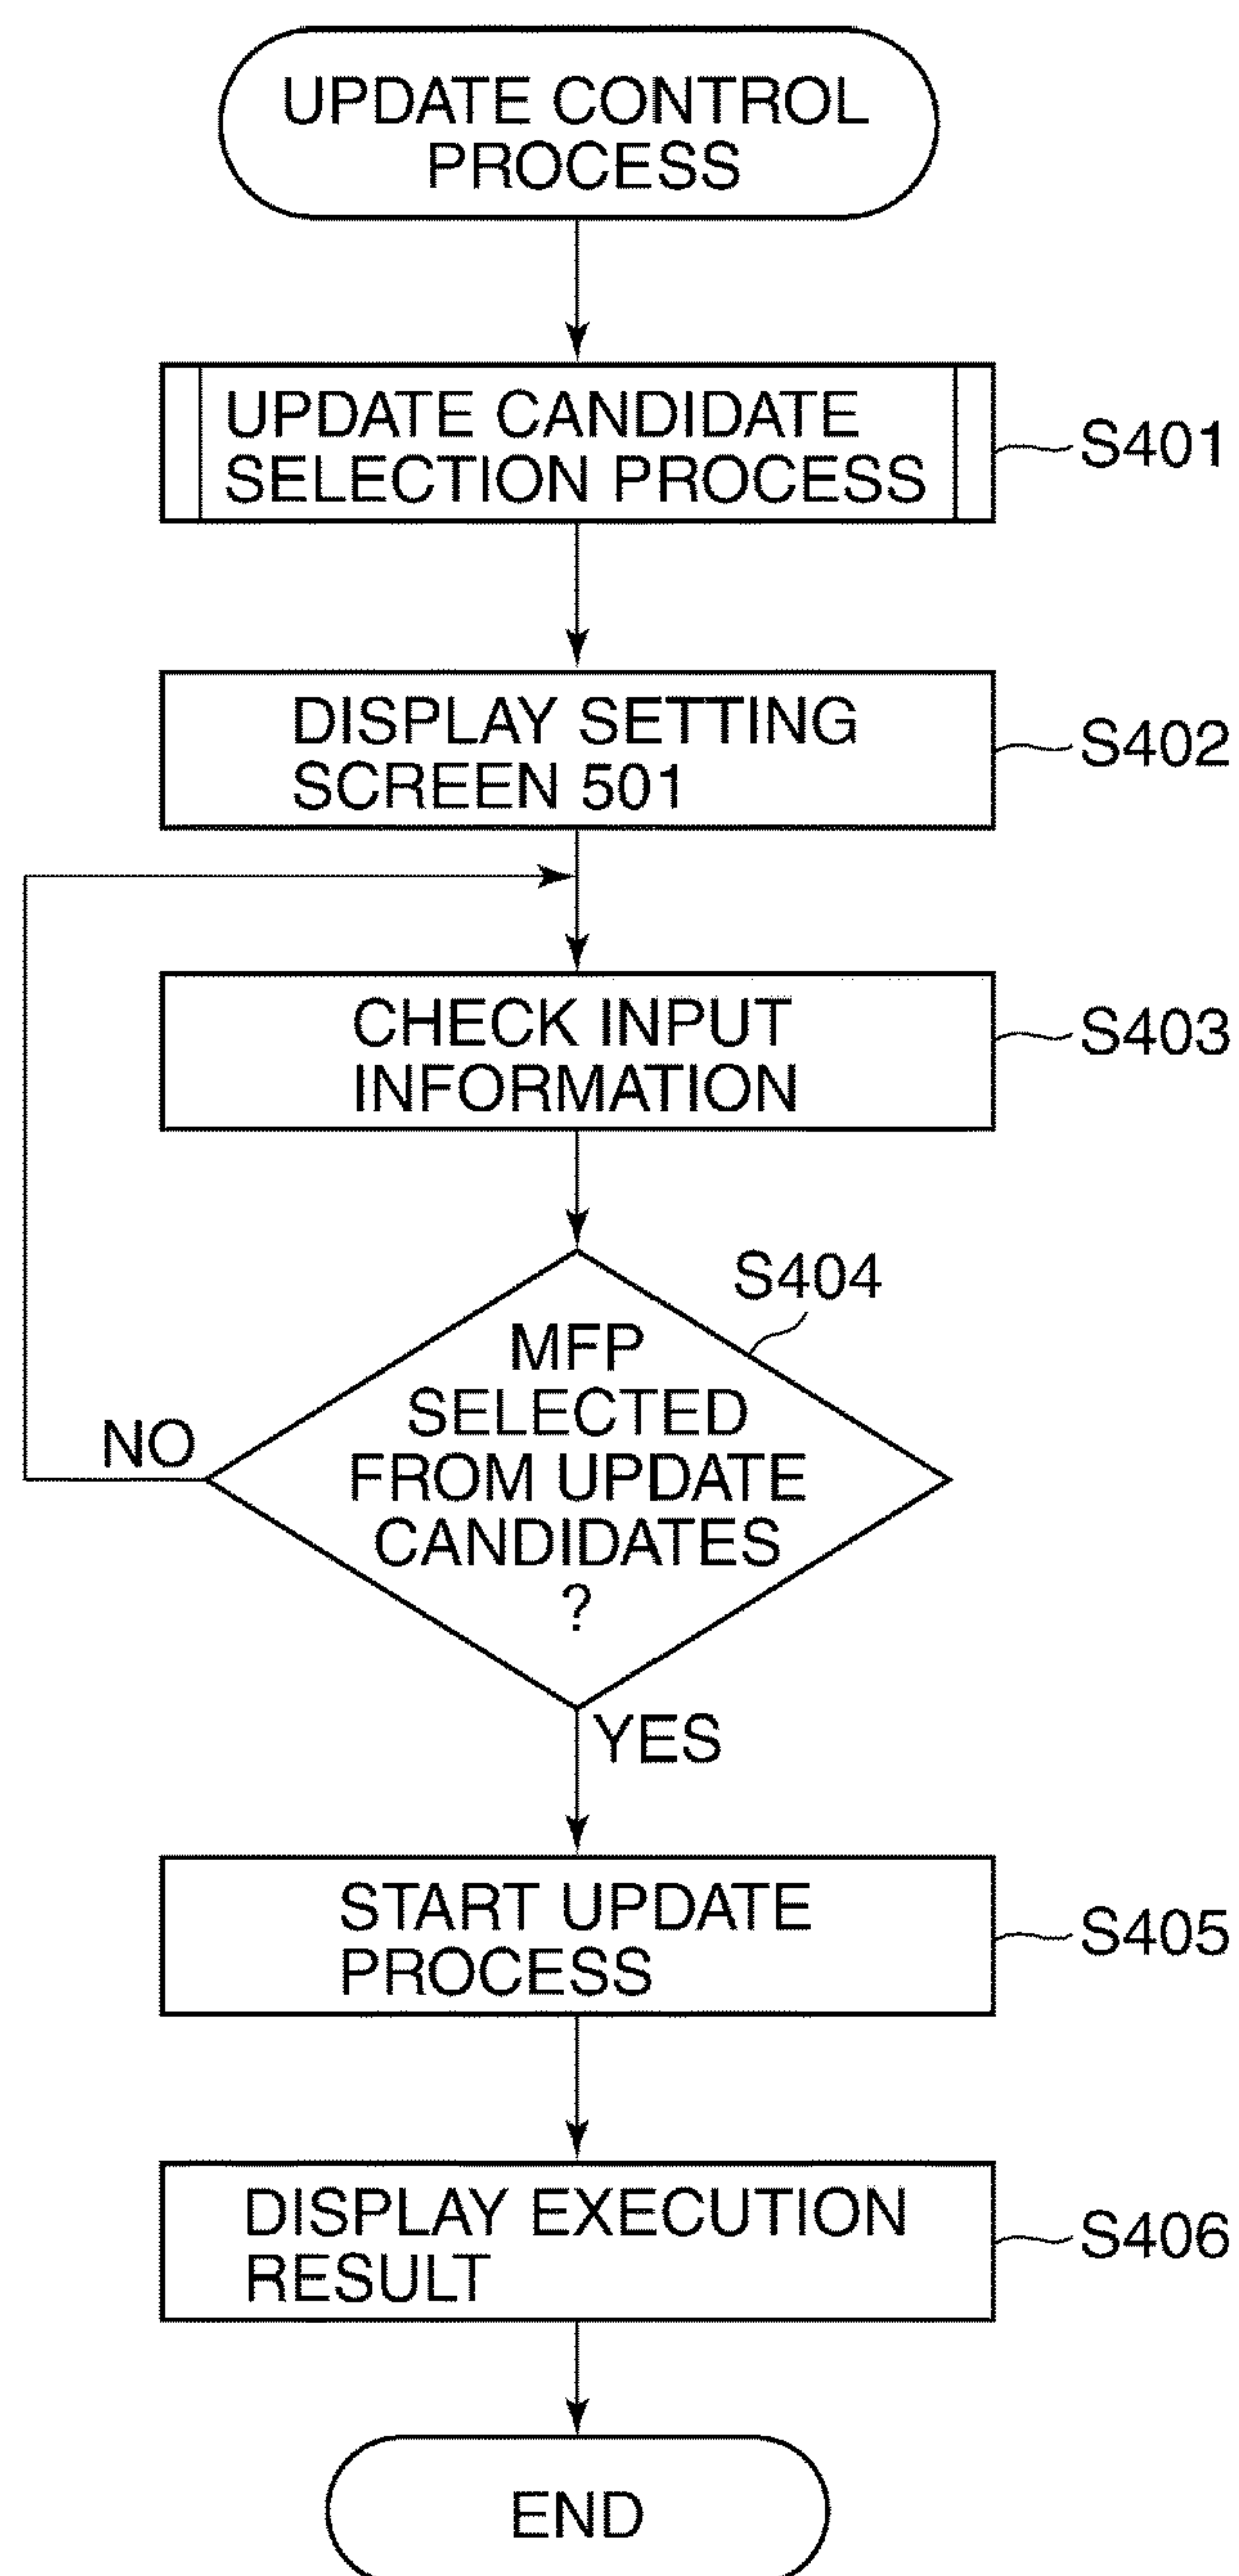 UPDATE CONTROL
PROCESS
UPDATE CANDIDATE
SELECTION PROCESS
S401
DISPLAY SETTING
SCREEN 501
S402
CHECK INPUT
INFORMATION
S403
S404
MFP
SELECTED
FROM UPDATE
CANDIDATES
?
NO
YES
START UPDATE
PROCESS
S405
DISPLAY EXECUTION
RESULT
S406
END